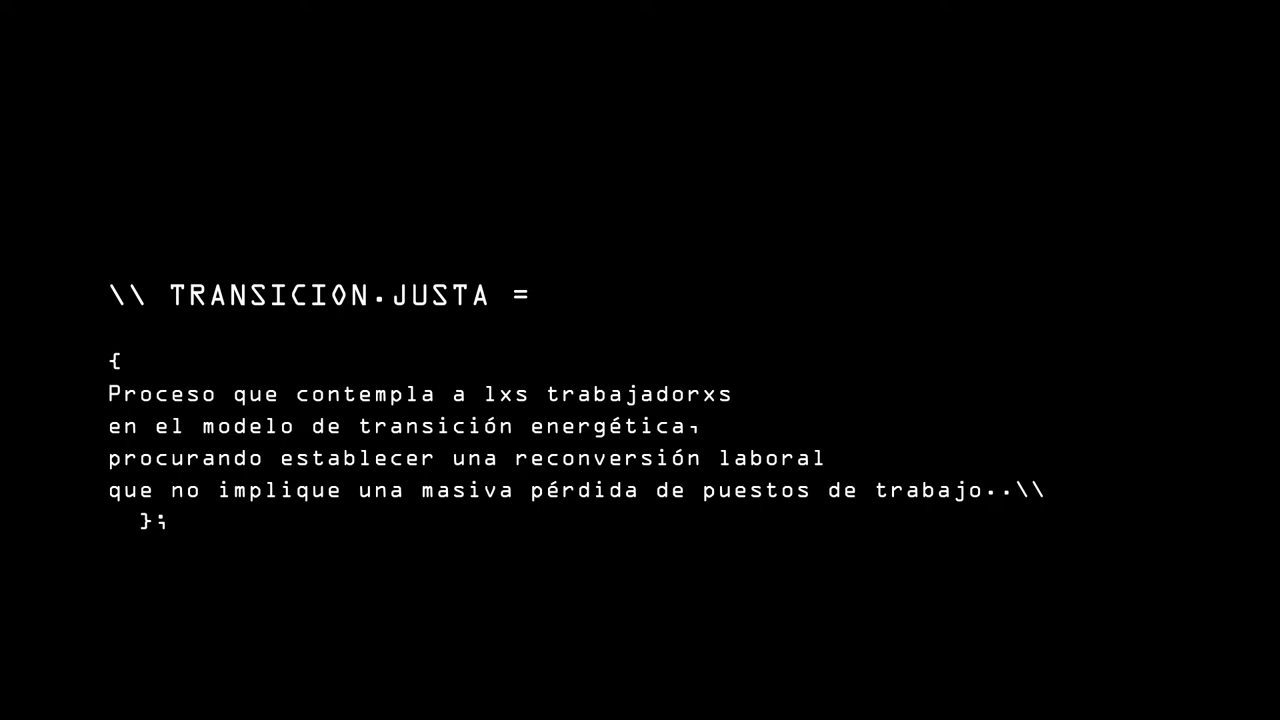 \\ TRANSICION.JUSTA =
{
Proceso que contempla a lxs trabajadorxs
en el modelo de transición energética,
procurando establecer una reconversión laboral
que no implique una masiva pérdida de puestos de trabajo..\\
};